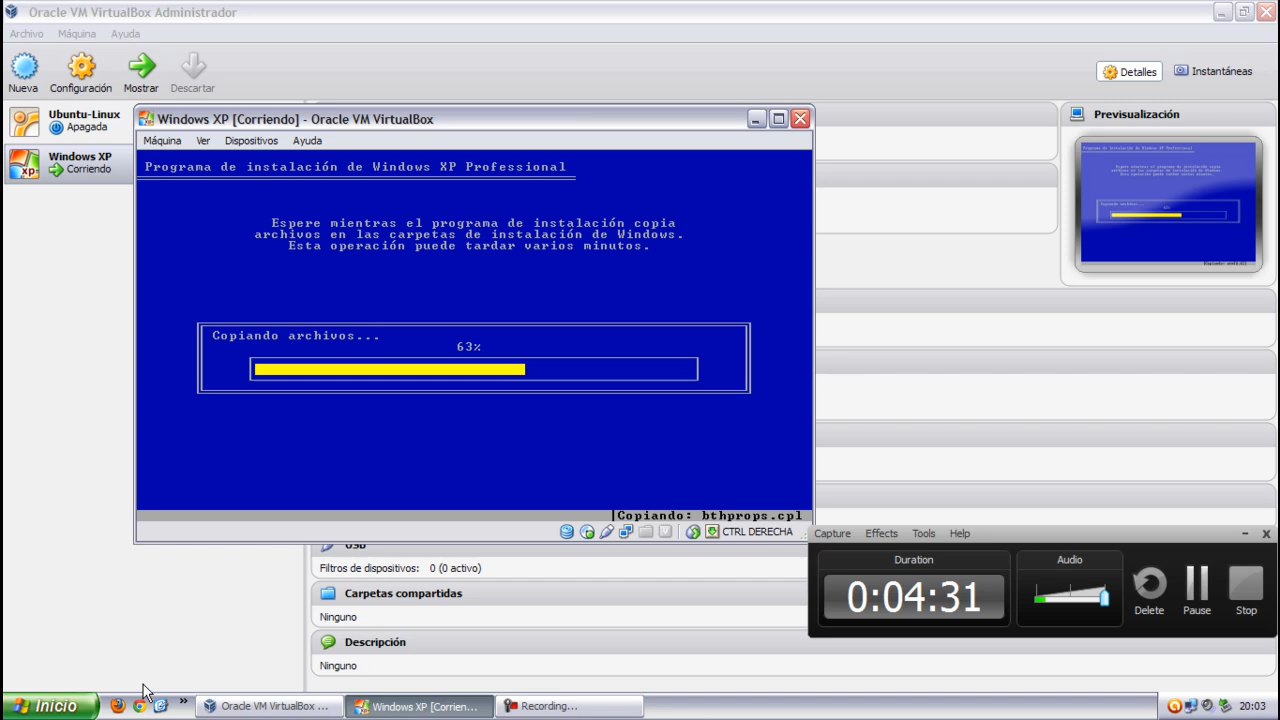 Oracle VM VirtualBox Administrador
Archivo Máquina Ayuda
Nueva Configuración Mostrar Descartar
Detalles Instantáneas
Ubuntu-Linux
Apagada
Windows XP
Corriendo
Previsualización
Windows XP [Corriendo] - Oracle VM VirtualBox
Máquina Ver Dispositivos Ayuda
Programa de instalación de Windows XP Professional
Espere mientras el programa de instalación copia
archivos en las carpetas de instalación de Windows.
Esta operación puede tardar varios minutos.
Copiando archivos...
63%
Copiando: bthprops.cpl
CTRL DERECHA
USB
Filtros de dispositivos: 0 (0 activo)
Carpetas compartidas
Ninguno
Descripción
Ninguno
Capture Effects Tools Help
Duration
0:04:31
Audio
Delete Pause Stop
Inicio
Oracle VM VirtualBox ...
Windows XP [Corrien...
Recording...
20:03